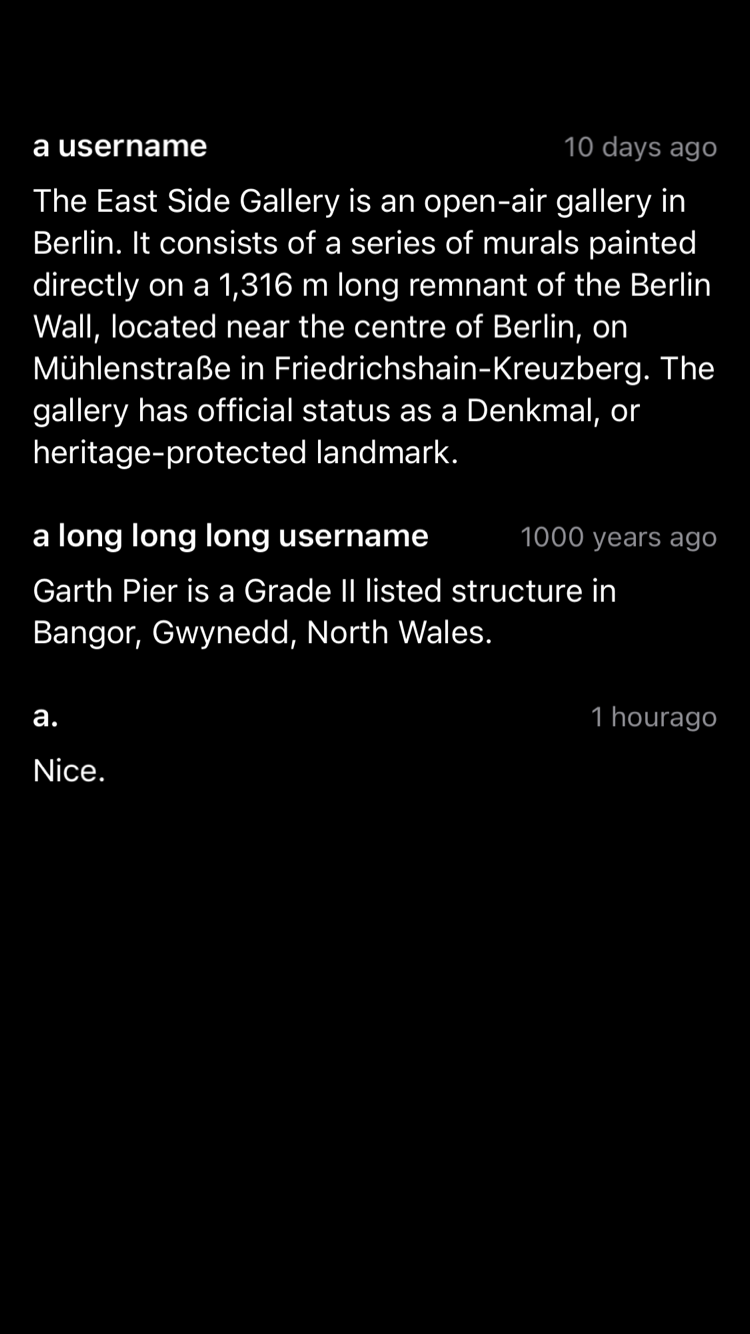 a username 10 days ago
The East Side Gallery is an open-air gallery in
Berlin. It consists of a series of murals painted
directly on a 1,316 m long remnant of the Berlin
Wall, located near the centre of Berlin, on
Mühlenstraße in Friedrichshain-Kreuzberg. The
gallery has official status as a Denkmal, or
heritage-protected landmark.
a long long long username 1000 years ago
Garth Pier is a Grade II listed structure in
Bangor, Gwynedd, North Wales.
a. 1 hourago
Nice.